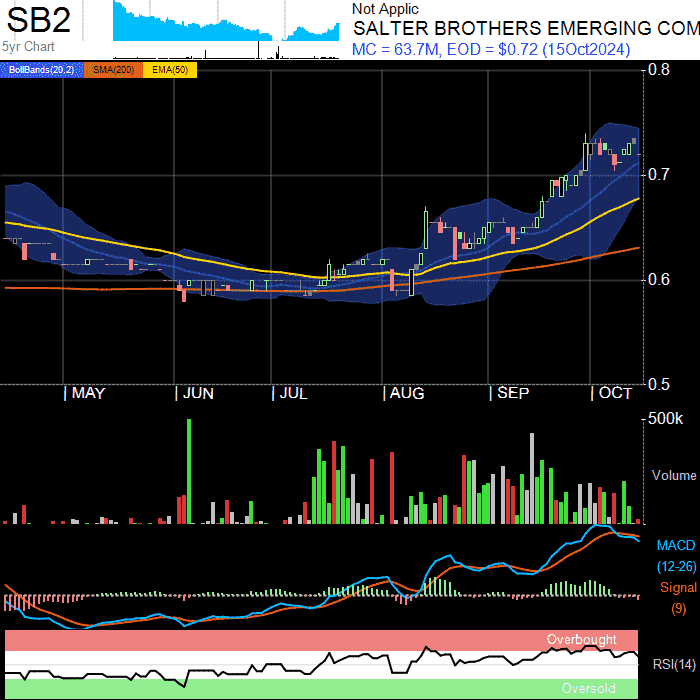 SB2
5yr Chart
Not Applic
SALTER BROTHERS EMERGING COM
MC = 63.7M, EOD = $0.72 (15Oct2024)
BollBands(20,2) SMA(200) EMA(50)
0.8
0.7
0.6
0.5
| MAY | JUN | JUL | AUG | SEP | OCT
500k
Volume
MACD
(12-26)
Signal
(9)
Overbought
RSI(14)
Oversold